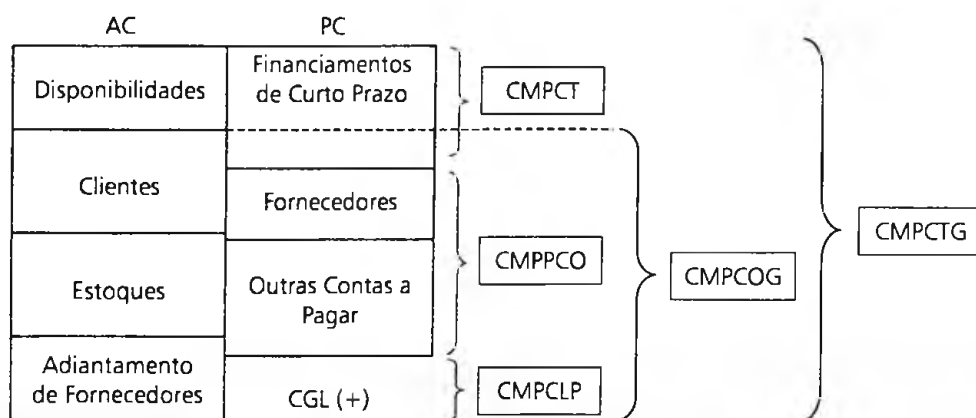 AC
PC
Disponibilidades
Financiamentos
de Curto Prazo
CMPCT
Clientes
Fornecedores
CMPCTG
Estoques
Outras Contas a
Pagar
CMPPCO
CMPCOG
Adiantamento
de Fornecedores
CGL (+)
CMPCLP